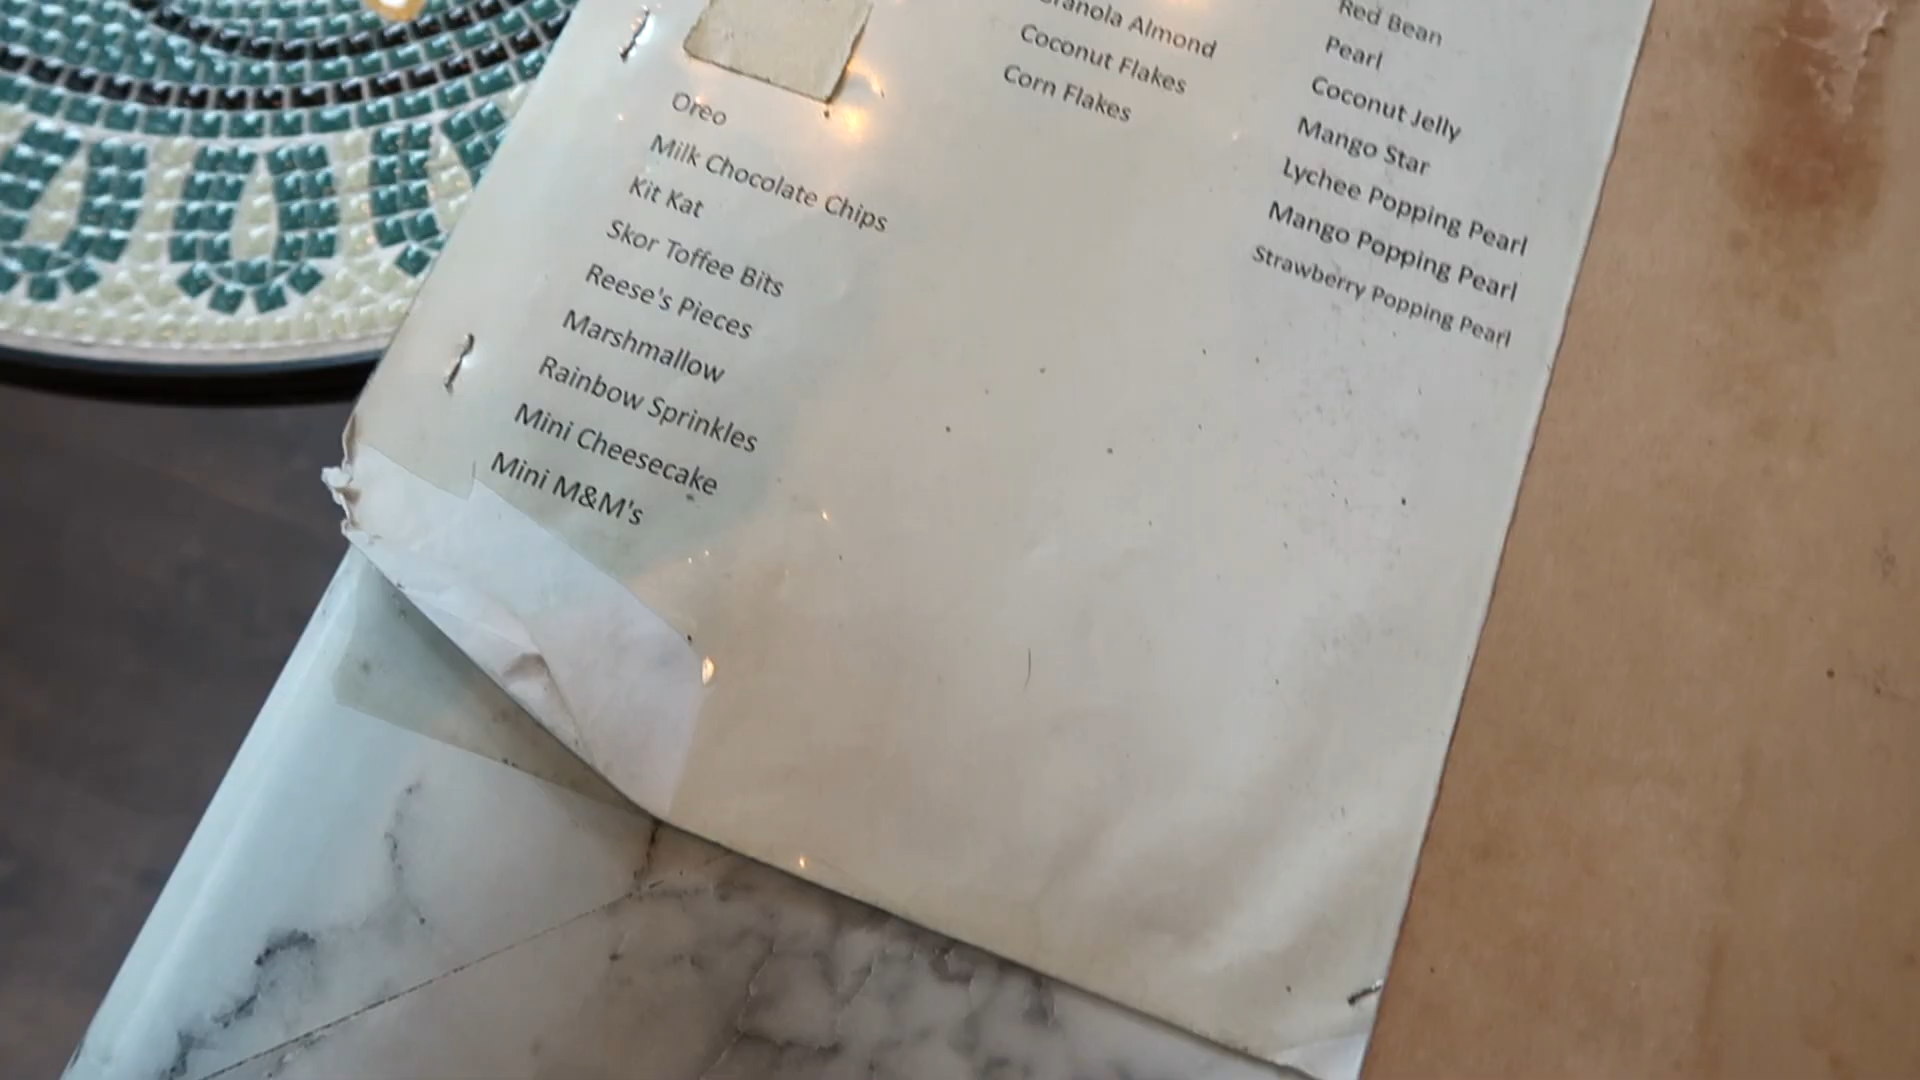 Oreo
Milk Chocolate Chips
Kit Kat
Skor Toffee Bits
Reese's Pieces
Marshmallow
Rainbow Sprinkles
Mini Cheesecake
Mini M&M's
Granola Almond
Coconut Flakes
Corn Flakes
Red Bean
Pearl
Coconut Jelly
Mango Star
Lychee Popping Pearl
Mango Popping Pearl
Strawberry Popping Pearl